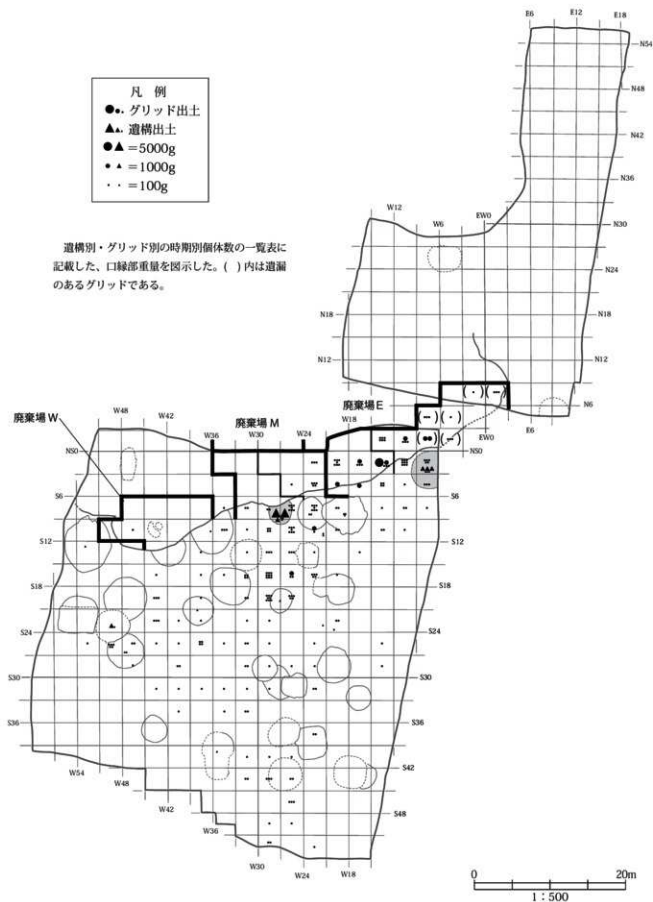 凡 例
●●. グリッド出土
▲▲. 遺構出土
●▲ =5000g
• ▲ =1000g
· · =100g
遺構別・グリッド別の時期別個体数の一覧表に
記載した、口縁部重量を図示した。( ) 内は遺漏
のあるグリッドである。
E6 E12 E18
N54
N48
N42
N36
W12 W6 EW0
N30
N24
N18 N18
N12 N12
(・)(―)
N6
(―)(・)
E6
(••)(―)
EW0
廃棄場W
廃棄場M
廃棄場E
W48 W42 W36 W30 W24 W18
NS0 NS0
S6 S6
S12 S12
S18 S18
S24 S24
S30 S30
S36 S36
S42
S48
W54 W48 W42 W36 W30 W24 W18
0 20m
1:500